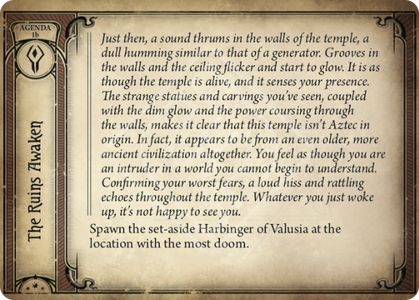 AGENDA
1b
The Ruins Awaken
Just then, a sound thrums in the walls of the temple, a
dull humming similar to that of a generator. Grooves in
the walls and the ceiling flicker and start to glow. It is as
though the temple is alive, and it senses your presence.
The strange statues and carvings you've seen, coupled
with the dim glow and the power coursing through
the walls, makes it clear that this temple isn't Aztec in
origin. In fact, it appears to be from an even older, more
ancient civilization altogether. You feel as though you are
an intruder in a world you cannot begin to understand.
Confirming your worst fears, a loud hiss and rattling
echoes throughout the temple. Whatever you just woke
up, it's not happy to see you.
Spawn the set-aside Harbinger of Valusia at the
location with the most doom.